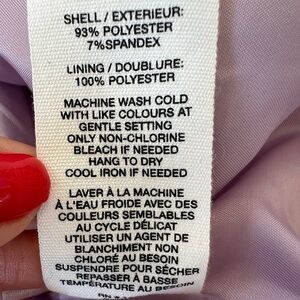 SHELL / EXTERIEUR:
93% POLYESTER
7%SPANDEX
LINING / DOUBLURE:
100% POLYESTER
MACHINE WASH COLD
WITH LIKE COLOURS AT
GENTLE SETTING
ONLY NON-CHLORINE
BLEACH IF NEEDED
HANG TO DRY
COOL IRON IF NEEDED
LAVER À LA MACHINE
À L'EAU FROIDE AVEC DES
COULEURS SEMBLABLES
AU CYCLE DÉLICAT
UTILISER UN AGENT DE
BLANCHIMENT NON
CHLORÉ AU BESOIN
SUSPENDRE POUR SÉCHER
REPASSER À BASSE
TEMPÉRATURE AU BESOIN
RN